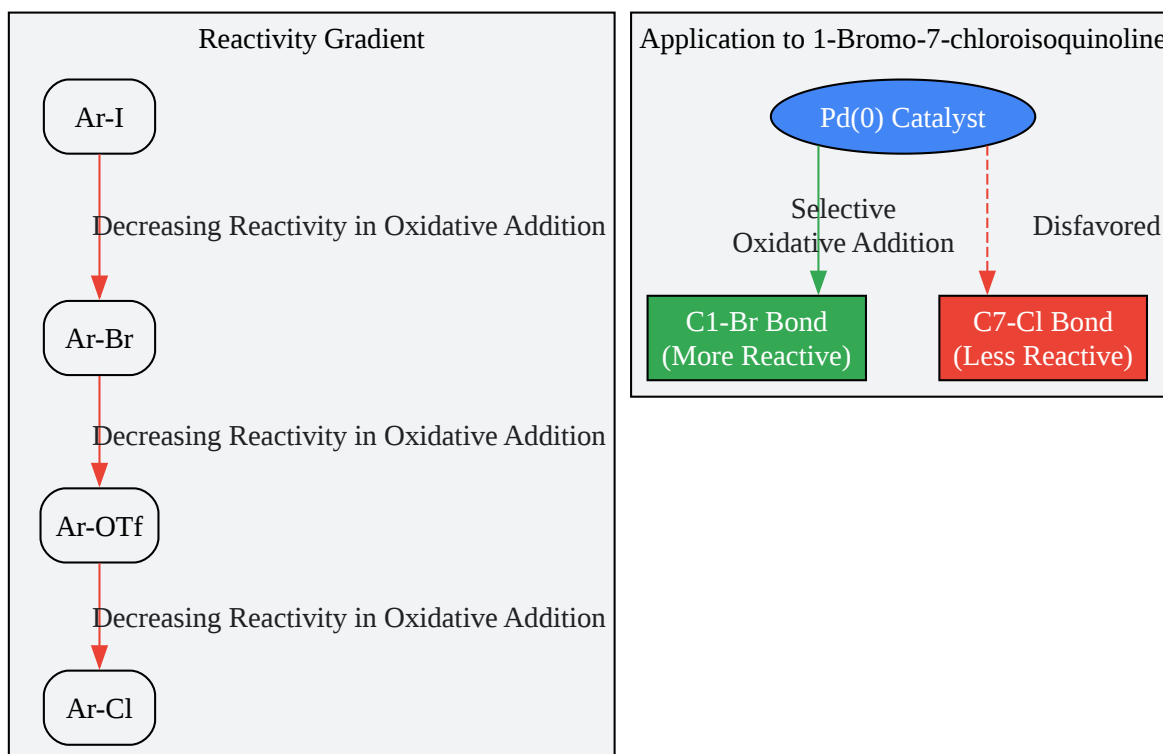 Reactivity Gradient
Ar-I
Decreasing Reactivity in Oxidative Addition
Ar-Br
Decreasing Reactivity in Oxidative Addition
Ar-OTf
Decreasing Reactivity in Oxidative Addition
Ar-Cl
Application to 1-Bromo-7-chloroisoquinoline
Pd(0) Catalyst
Selective
Oxidative Addition
Disfavored
C1-Br Bond
(More Reactive)
C7-Cl Bond
(Less Reactive)